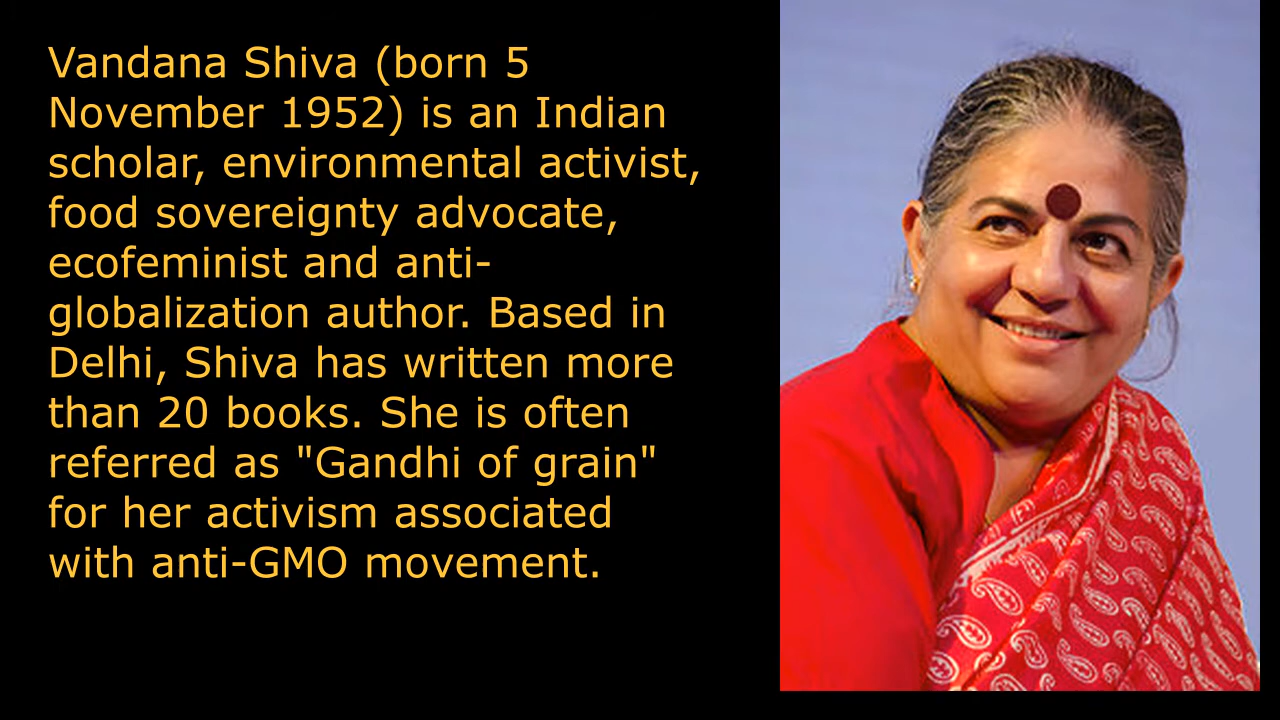 Vandana Shiva (born 5
November 1952) is an Indian
scholar, environmental activist,
food sovereignty advocate,
ecofeminist and anti-
globalization author. Based in
Delhi, Shiva has written more
than 20 books. She is often
referred as "Gandhi of grain"
for her activism associated
with anti-GMO movement.